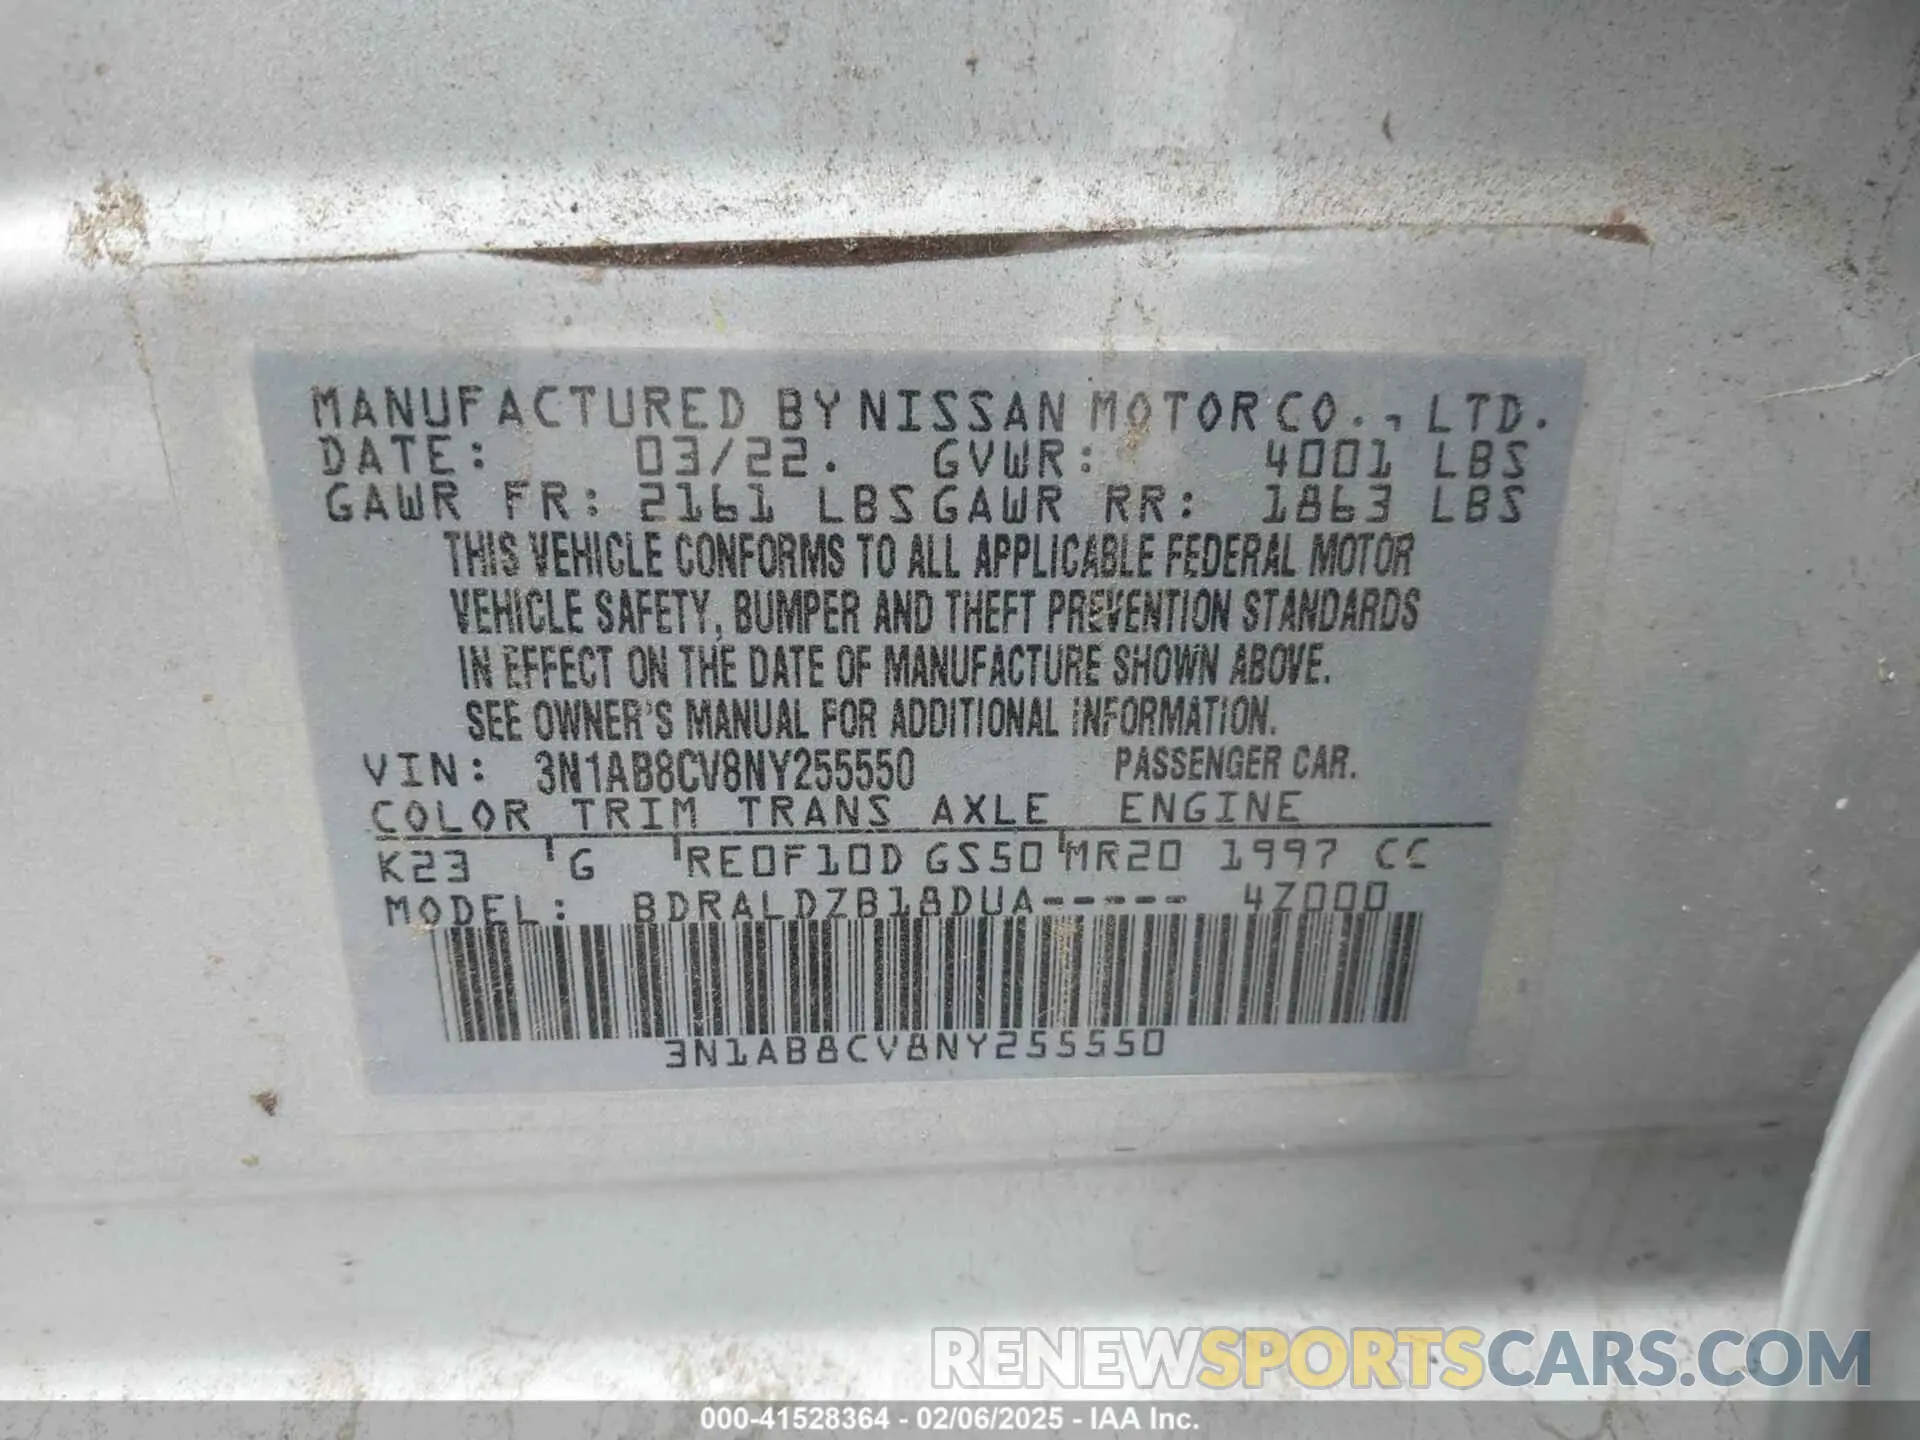 MANUFACTURED BY NISSAN MOTOR CO., LTD.
DATE: 03/22. GVWR: 4001 LBS
GAWR FR: 2161 LBS GAWR RR: 1863 LBS
THIS VEHICLE CONFORMS TO ALL APPLICABLE FEDERAL MOTOR
VEHICLE SAFETY, BUMPER AND THEFT PREVENTION STANDARDS
IN EFFECT ON THE DATE OF MANUFACTURE SHOWN ABOVE.
SEE OWNER'S MANUAL FOR ADDITIONAL INFORMATION.
VIN: 3N1AB8CV8NY255550 PASSENGER CAR.
COLOR TRIM TRANS AXLE ENGINE
K23 G RE0F10D GS50 MR20 1997 CC
MODEL: BDRALDZB18DUA----- 4Z000
3N1AB8CV8NY255550
RENEWSPORTSCARS.COM
000-41528364 - 02/06/2025 - IAA Inc.